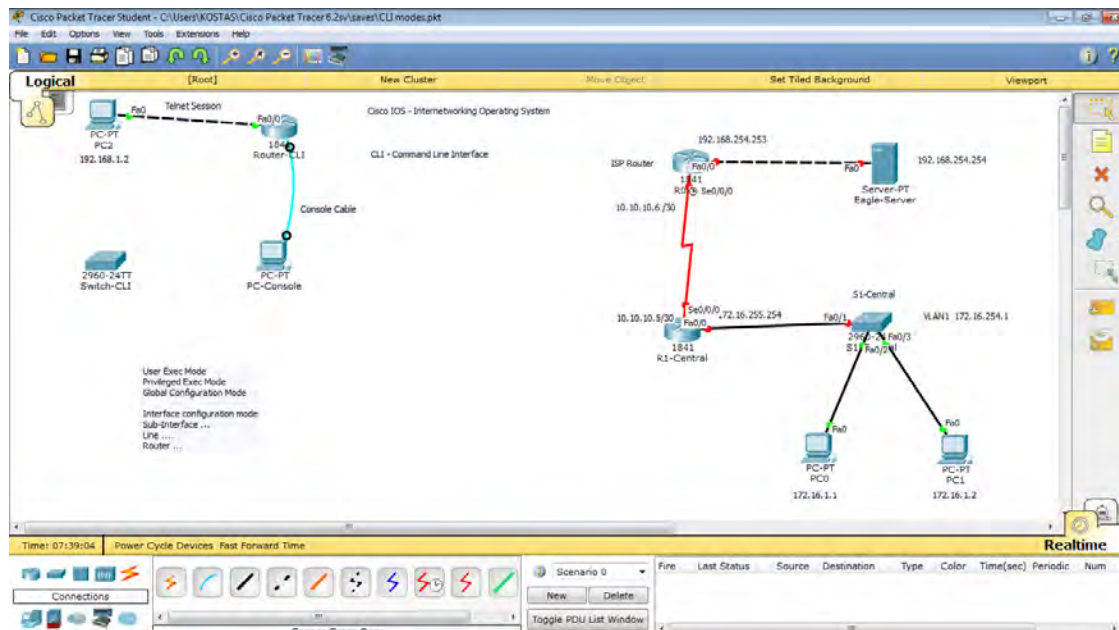 Cisco Packet Tracer Student - C:\Users\KOSTAS\Cisco Packet Tracer 6.2sv\saves\CLI modes.pkt
File Edit Options View Tools Extensions Help
Logical [Root] New Cluster Move Object Set Tiled Background Viewport
Telnet Session
Fa0
Fa0/0
PC-PT
PC2
192.168.1.2
1841
Router-CLI
Cisco IOS - Internetworking Operating System
CLI - Command Line Interface
Console Cable
2960-24TT
Switch-CLI
PC-PT
PC-Console
User Exec Mode
Privileged Exec Mode
Global Configuration Mode
Interface configuration mode
Sub-Interface ...
Line ....
Router ...
192.168.254.253
ISP Router
Fa0/0
1841
Se0/0/0
10.10.10.6 /30
Fa0
192.168.254.254
Server-PT
Eagle-Server
10.10.10.5/30
Se0/0/0
Fa0/0
.72.16.255.254
1841
R1-Central
S1-Central
Fa0/1
VLAN1 172.16.254.1
Fa0/3
Fa0/2
Fa0
PC-PT
PC0
172.16.1.1
Fa0
PC-PT
PC1
172.16.1.2
Time: 07:39:04 Power Cycle Devices Fast Forward Time
Realtime
Connections
Scenario 0
New Delete
Toggle PDU List Window
Fire Last Status Source Destination Type Color Time(sec) Periodic Num